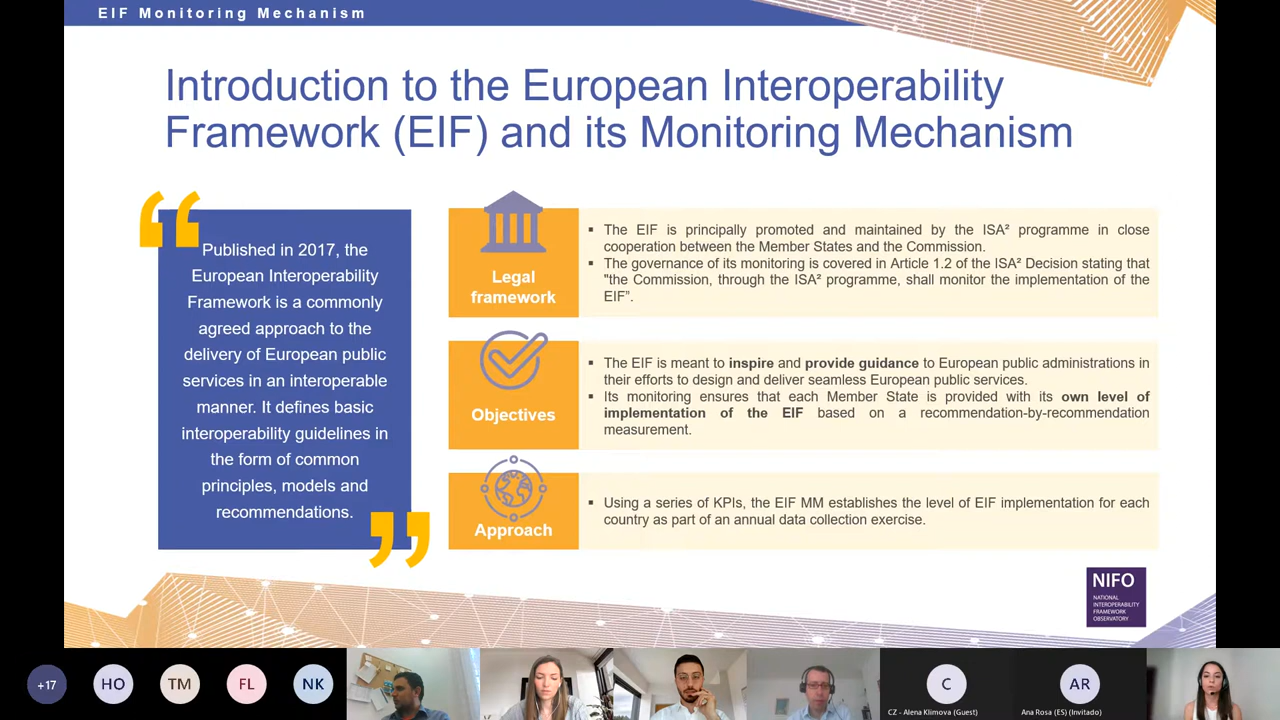 EIF Monitoring Mechanism
Introduction to the European Interoperability
Framework (EIF) and its Monitoring Mechanism
“
Published in 2017, the
European Interoperability
Framework is a commonly
agreed approach to the
delivery of European public
services in an interoperable
manner. It defines basic
interoperability guidelines in
the form of common
principles, models and
recommendations.
”
Legal
framework
▪ The EIF is principally promoted and maintained by the ISA² programme in close
cooperation between the Member States and the Commission.
▪ The governance of its monitoring is covered in Article 1.2 of the ISA² Decision stating that
"the Commission, through the ISA² programme, shall monitor the implementation of the
EIF”.
Objectives
▪ The EIF is meant to inspire and provide guidance to European public administrations in
their efforts to design and deliver seamless European public services.
▪ Its monitoring ensures that each Member State is provided with its own level of
implementation of the EIF based on a recommendation-by-recommendation
measurement.
Approach
▪ Using a series of KPIs, the EIF MM establishes the level of EIF implementation for each
country as part of an annual data collection exercise.
NIFO
NATIONAL
INTEROPERABILITY
FRAMEWORK
OBSERVATORY
+17
HO
TM
FL
NK
C
CZ - Alena Klimova (Guest)
AR
Ana Rosa (ES) (Invitado)